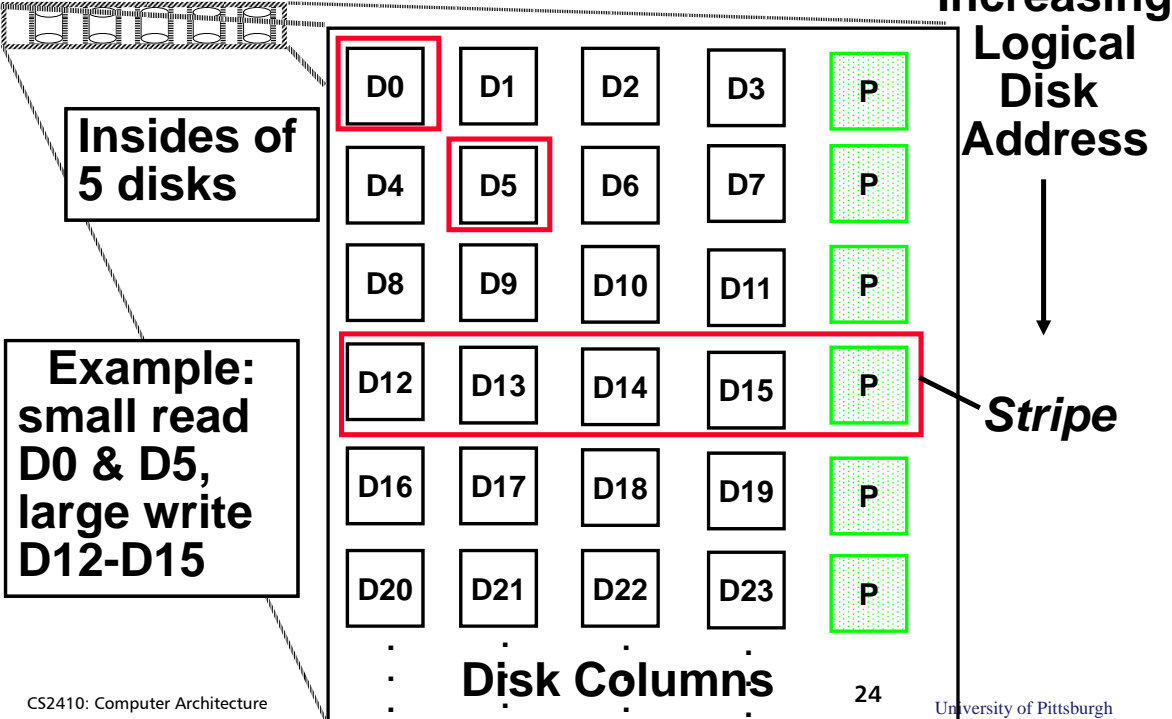 Increasing
Logical
Disk
Address
Insides of
5 disks
D0 D1 D2 D3 P
D4 D5 D6 D7 P
D8 D9 D10 D11 P
D12 D13 D14 D15 P
Stripe
D16 D17 D18 D19 P
D20 D21 D22 D23 P
Example:
small read
D0 & D5,
large write
D12-D15
Disk Columns
CS2410: Computer Architecture
24
University of Pittsburgh